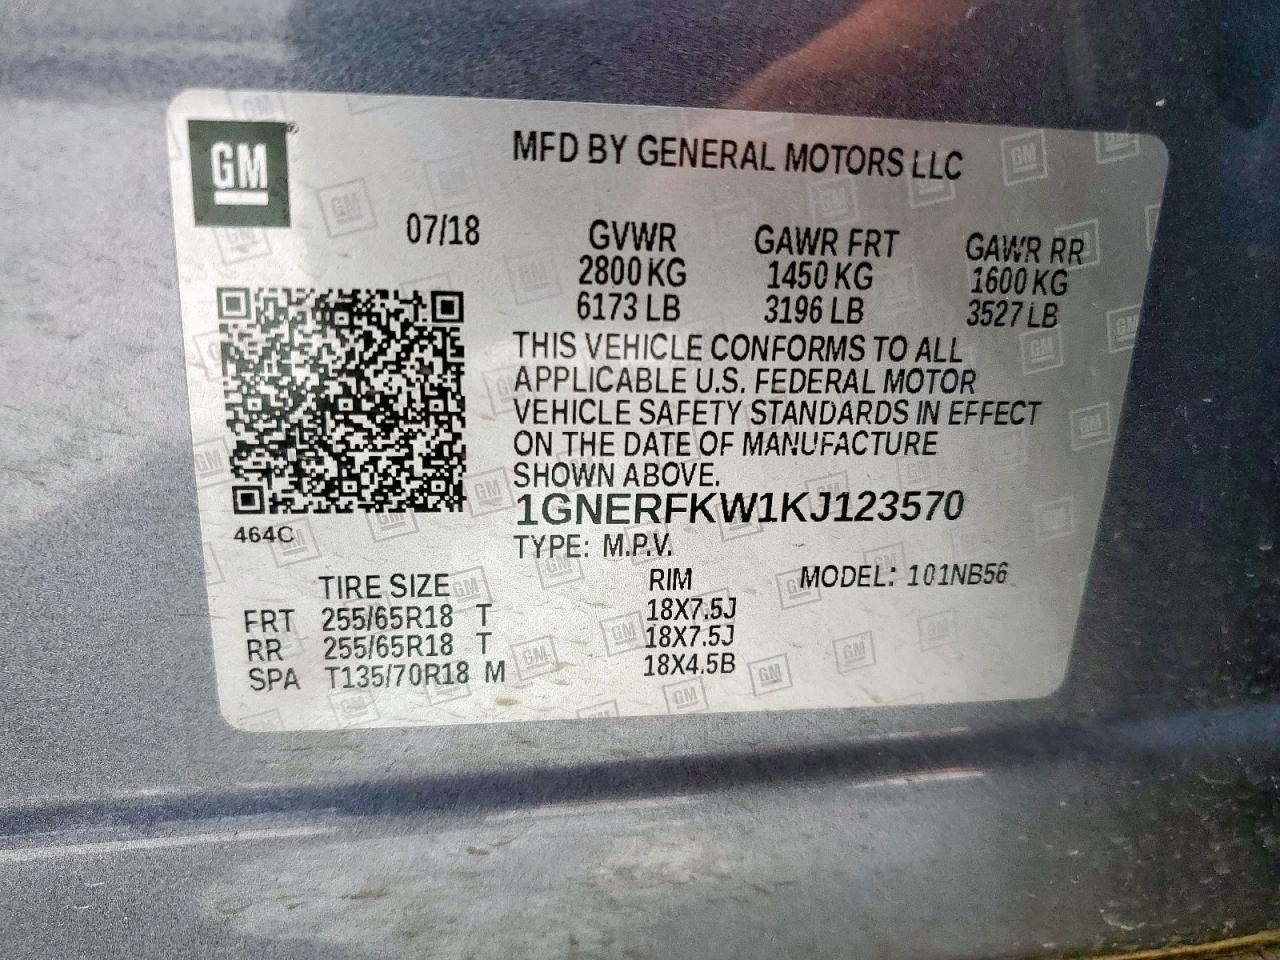 GM
MFD BY GENERAL MOTORS LLC
07/18 GVWR GAWR FRT GAWR RR
2800 KG 1450 KG 1600 KG
6173 LB 3196 LB 3527 LB
THIS VEHICLE CONFORMS TO ALL
APPLICABLE U.S. FEDERAL MOTOR
VEHICLE SAFETY STANDARDS IN EFFECT
ON THE DATE OF MANUFACTURE
SHOWN ABOVE.
1GNERFKW1KJ123570
464C
TYPE: M.P.V.
TIRE SIZE RIM MODEL: 101NB56
FRT 255/65R18 T 18X7.5J
RR 255/65R18 T 18X7.5J
SPA T135/70R18 M 18X4.5B